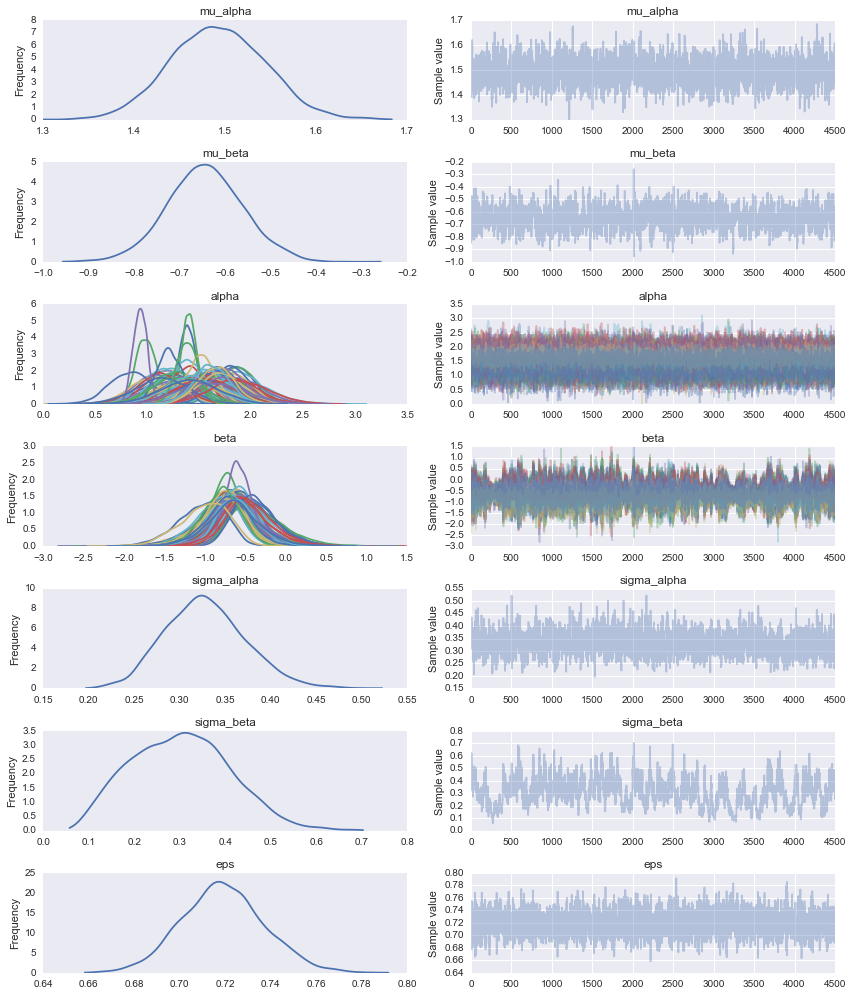 mu_alpha
8
7
6
5
4
3
2
1
0
Frequency
1.3 1.4 1.5 1.6 1.7
mu_alpha
1.7
1.6
1.5
1.4
1.3
Sample value
0 500 1000 1500 2000 2500 3000 3500 4000 4500
mu_beta
5
4
3
2
1
0
Frequency
−1.0 −0.9 −0.8 −0.7 −0.6 −0.5 −0.4 −0.3 −0.2
mu_beta
−0.2
−0.3
−0.4
−0.5
−0.6
−0.7
−0.8
−0.9
−1.0
Sample value
0 500 1000 1500 2000 2500 3000 3500 4000 4500
alpha
6
5
4
3
2
1
0
Frequency
0.0 0.5 1.0 1.5 2.0 2.5 3.0 3.5
alpha
3.5
3.0
2.5
2.0
1.5
1.0
0.5
0.0
Sample value
0 500 1000 1500 2000 2500 3000 3500 4000 4500
beta
3.0
2.5
2.0
1.5
1.0
0.5
0.0
Frequency
−3.0 −2.5 −2.0 −1.5 −1.0 −0.5 0.0 0.5 1.0 1.5
beta
1.5
1.0
0.5
0.0
−0.5
−1.0
−1.5
−2.0
−2.5
−3.0
Sample value
0 500 1000 1500 2000 2500 3000 3500 4000 4500
sigma_alpha
10
8
6
4
2
0
Frequency
0.15 0.20 0.25 0.30 0.35 0.40 0.45 0.50 0.55
sigma_alpha
0.55
0.50
0.45
0.40
0.35
0.30
0.25
0.20
0.15
Sample value
0 500 1000 1500 2000 2500 3000 3500 4000 4500
sigma_beta
3.5
3.0
2.5
2.0
1.5
1.0
0.5
0.0
Frequency
0.0 0.1 0.2 0.3 0.4 0.5 0.6 0.7 0.8
sigma_beta
0.8
0.7
0.6
0.5
0.4
0.3
0.2
0.1
0.0
Sample value
0 500 1000 1500 2000 2500 3000 3500 4000 4500
eps
25
20
15
10
5
0
Frequency
0.64 0.66 0.68 0.70 0.72 0.74 0.76 0.78 0.80
eps
0.80
0.78
0.76
0.74
0.72
0.70
0.68
0.66
0.64
Sample value
0 500 1000 1500 2000 2500 3000 3500 4000 4500